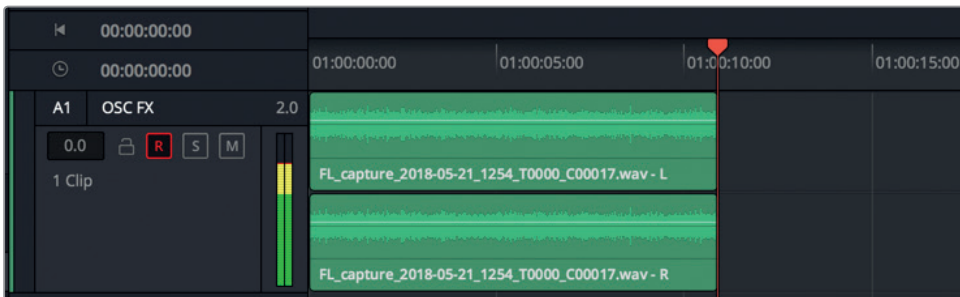 00:00:00:00
00:00:00:00
01:00:00:00 01:00:05:00 01:00:10:00 01:00:15:00
A1 OSC FX 2.0
0.0 R S M
1 Clip
FL_capture_2018-05-21_1254_T0000_C00017.wav - L
FL_capture_2018-05-21_1254_T0000_C00017.wav - R